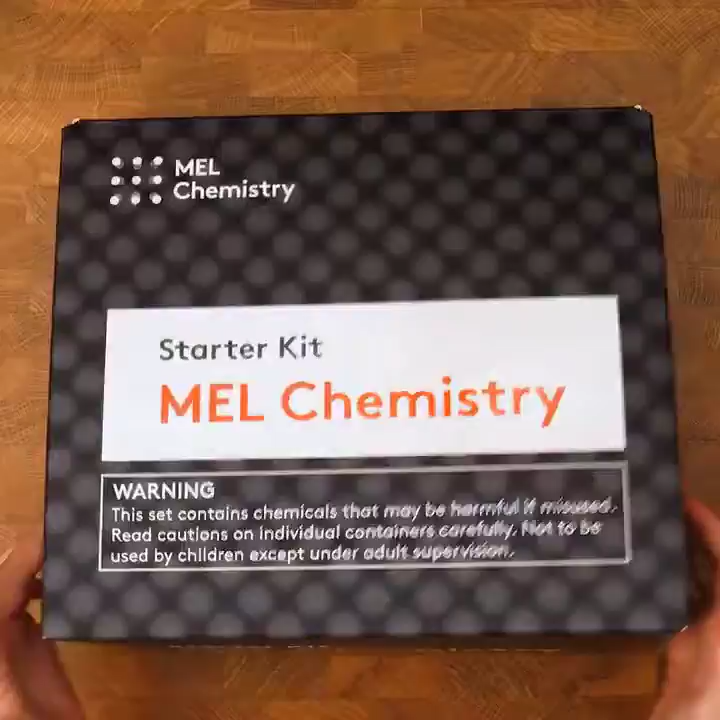 MEL
Chemistry
Starter Kit
MEL Chemistry
WARNING
This set contains chemicals that may be harmful if misused.
Read cautions on individual containers carefully. Not to be
used by children except under adult supervision.